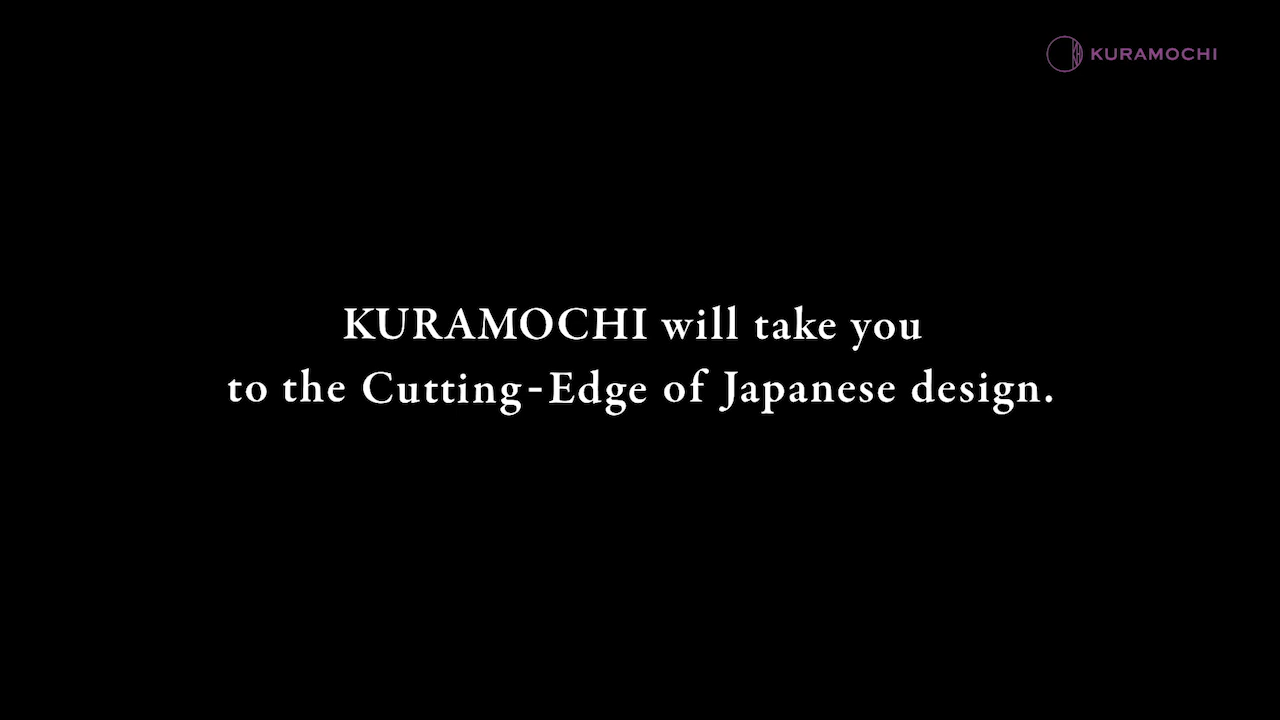 KURAMOCHI
KURAMOCHI will take you
to the Cutting-Edge of Japanese design.